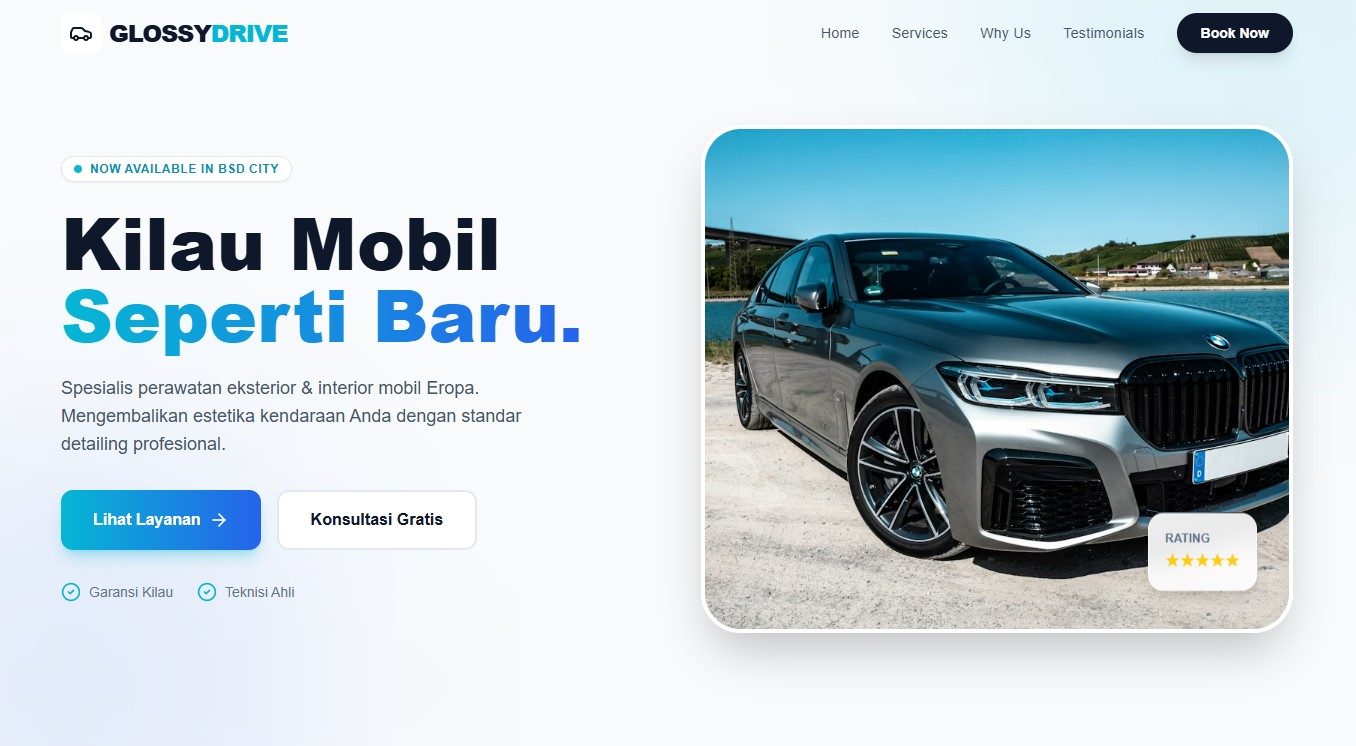 GLOSSYDRIVE
Home
Services
Why Us
Testimonials
Book Now
NOW AVAILABLE IN BSD CITY
Kilau Mobil
Seperti Baru.
Spesialis perawatan eksterior & interior mobil Eropa.
Mengembalikan estetika kendaraan Anda dengan standar
detailing profesional.
Lihat Layanan
Konsultasi Gratis
Garansi Kilau
Teknisi Ahli
D
RATING
★★★★★